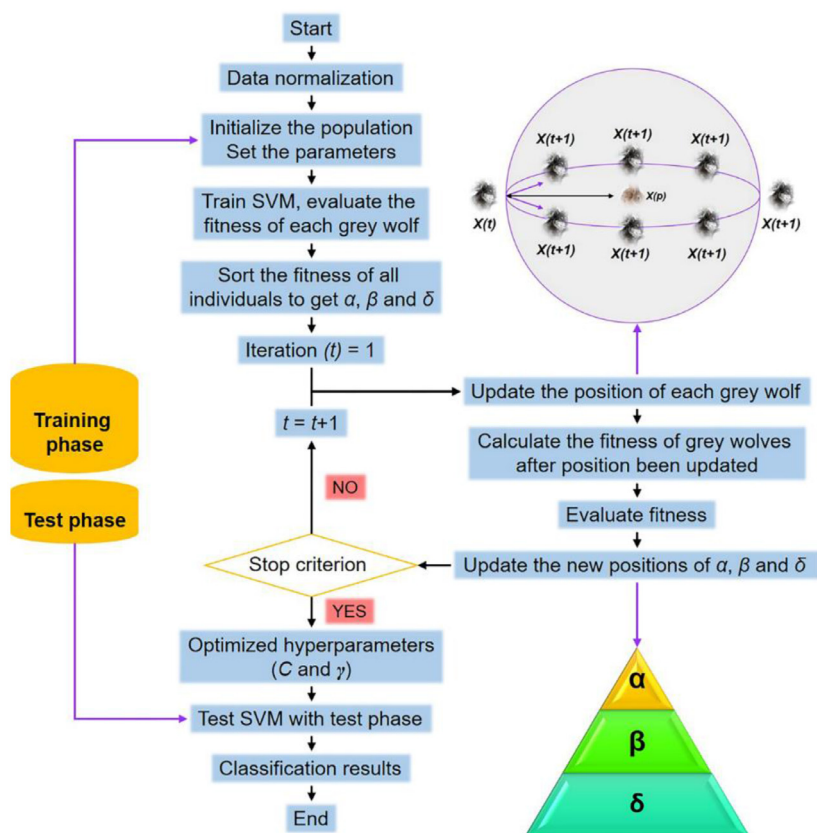 Start
Data normalization
Initialize the population
Set the parameters
Train SVM, evaluate the
fitness of each grey wolf
Sort the fitness of all
individuals to get α, β and δ
Iteration (t) = 1
t = t+1
NO
Stop criterion
YES
Optimized hyperparameters
(C and γ)
Test SVM with test phase
Classification results
End
Training
phase
Test phase
X(t+1)
X(t+1)
X(t+1)
X(t)
X(p)
X(t+1)
X(t+1)
X(t+1)
X(t+1)
Update the position of each grey wolf
Calculate the fitness of grey wolves
after position been updated
Evaluate fitness
Update the new positions of α, β and δ
α
β
δ